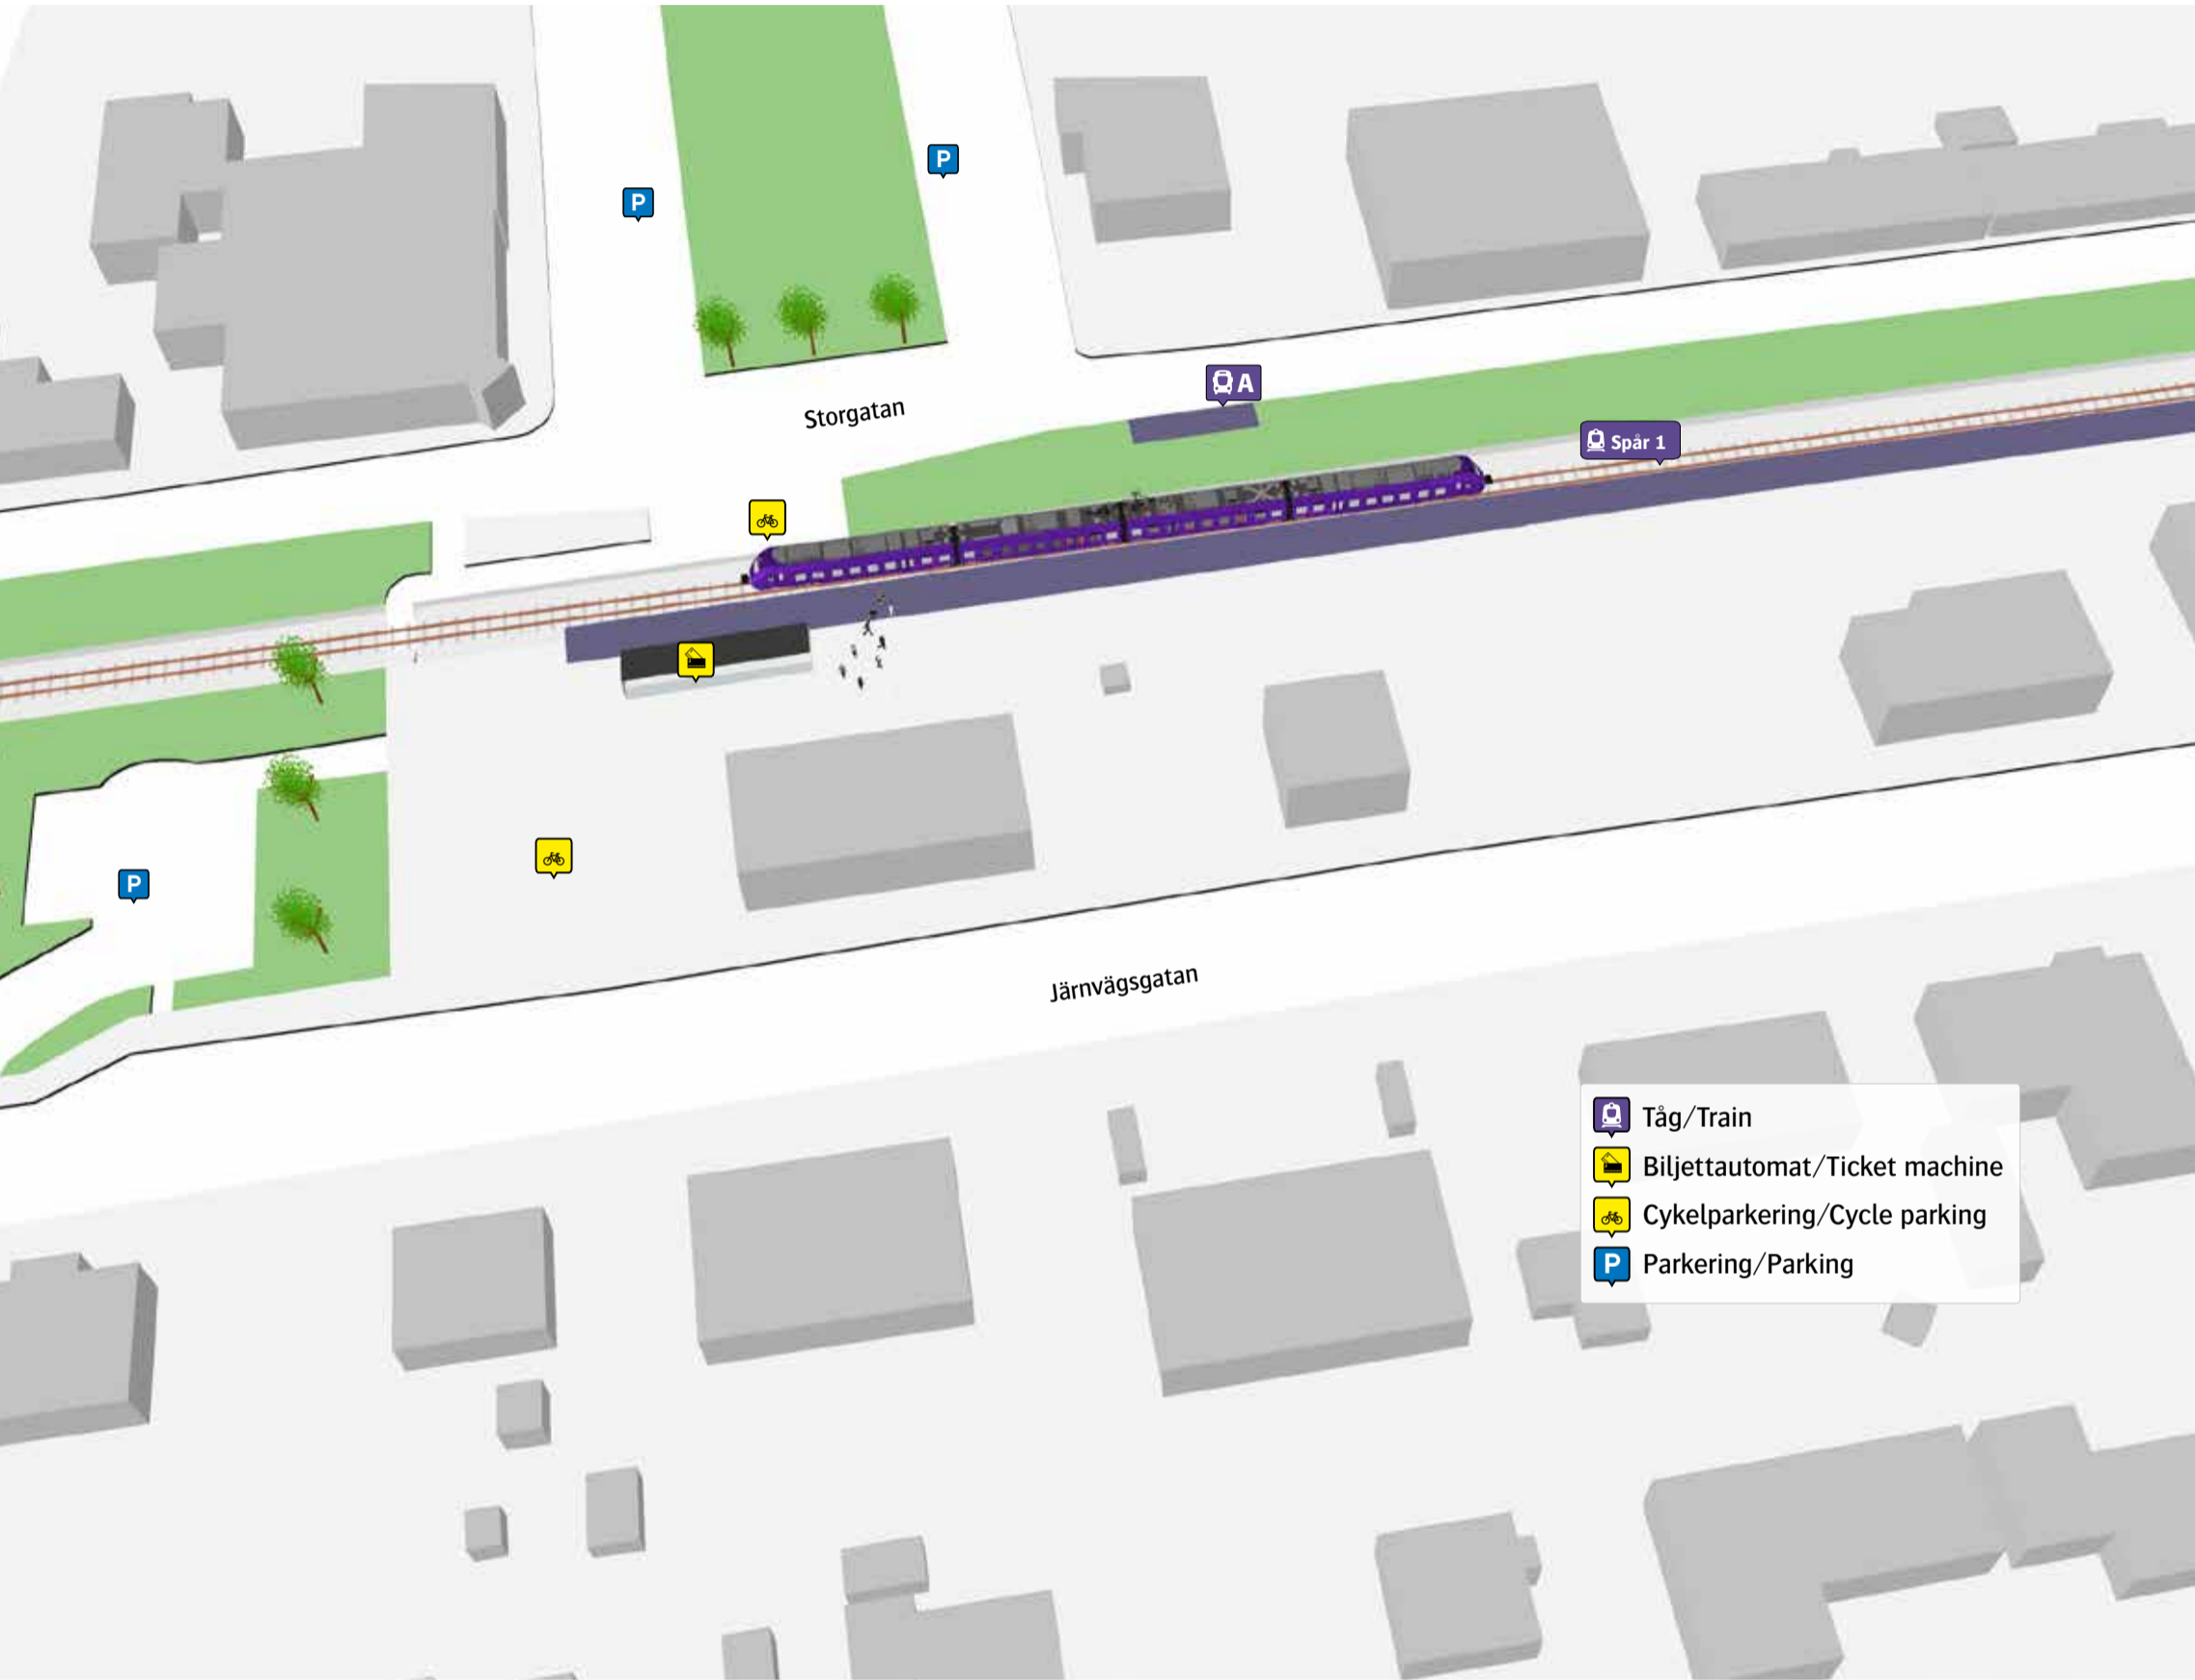 P
P
A
Storgatan
Spår 1
P
Järnvägsgatan
Tåg/Train
Biljettautomat/Ticket machine
Cykelparkering/Cycle parking
P Parkering/Parking